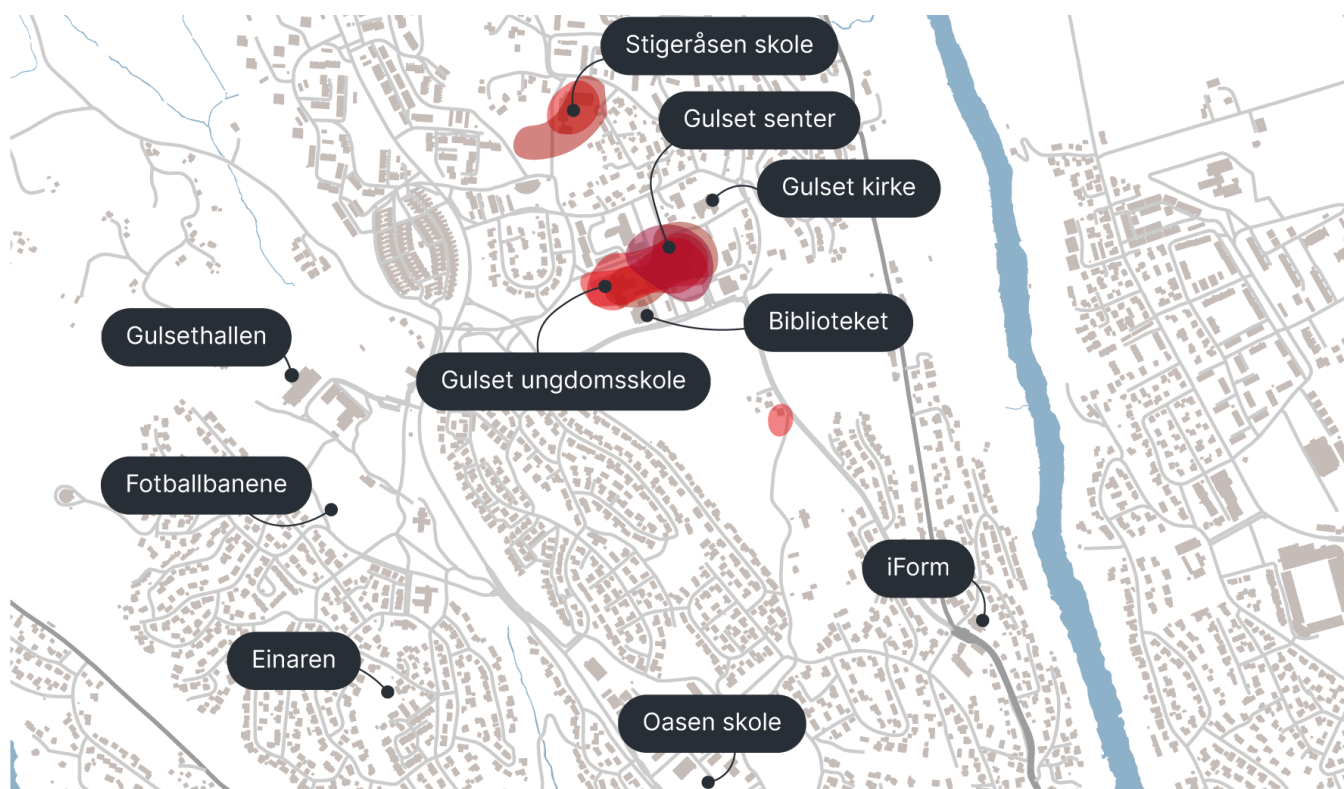 Stigeråsen skole
Gulset senter
Gulset kirke
Biblioteket
Gulsethallen
Gulset ungdomsskole
Fotballbanene
iForm
Einaren
Oasen skole